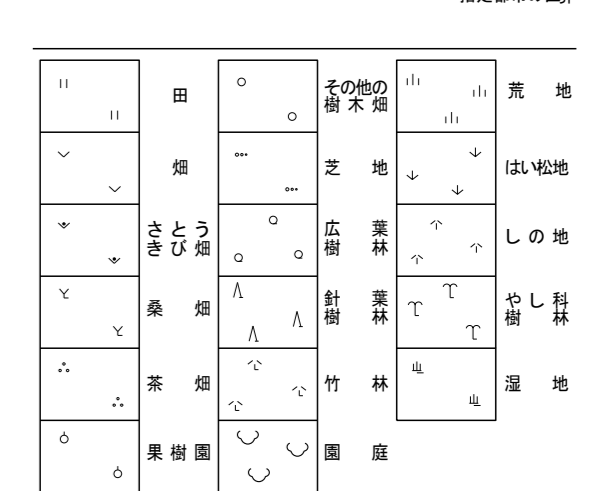 田
畑
さとう
きび畑
桑畑
茶畑
果樹園
その他の
樹木畑
芝地
広葉
樹林
針葉
樹林
竹林
園庭
荒地
はい松地
しの地
やし科
樹林
湿地